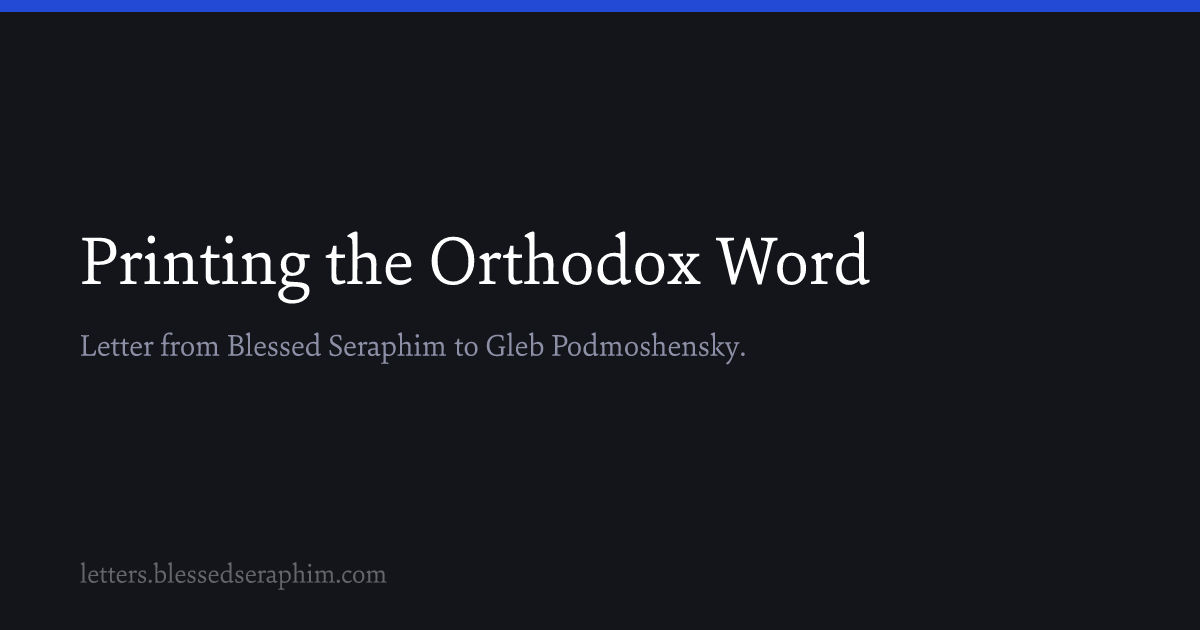 Printing the Orthodox Word
Letter from Blessed Seraphim to Gleb Podmoshensky.
letters.blessedseraphim.com